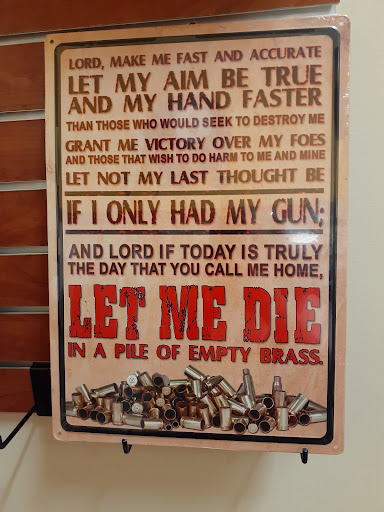 LORD, MAKE ME FAST AND ACCURATE
LET MY AIM BE TRUE
AND MY HAND FASTER
THAN THOSE WHO WOULD SEEK TO DESTROY ME
GRANT ME VICTORY OVER MY FOES
AND THOSE THAT WISH TO DO HARM TO ME AND MINE
LET NOT MY LAST THOUGHT BE
IF I ONLY HAD MY GUN;
AND LORD IF TODAY IS TRULY
THE DAY THAT YOU CALL ME HOME,
LET ME DIE
IN A PILE OF EMPTY BRASS.